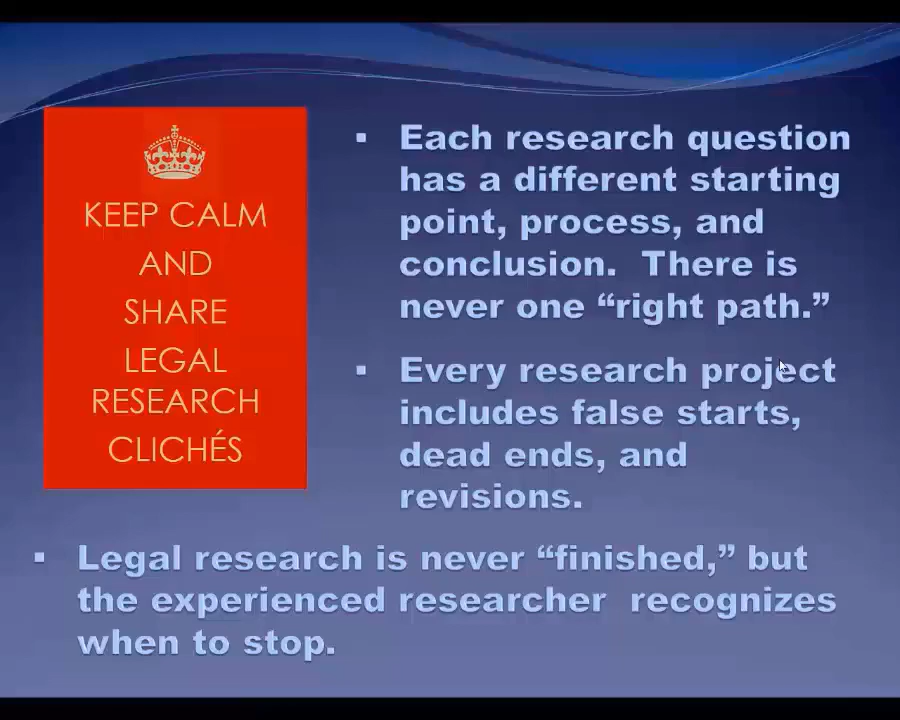 KEEP CALM
AND
SHARE
LEGAL
RESEARCH
CLICHÉS
▪ Each research question
has a different starting
point, process, and
conclusion.  There is
never one “right path.”
▪ Every research project
includes false starts,
dead ends, and
revisions.
▪ Legal research is never “finished,” but
the experienced researcher  recognizes
when to stop.